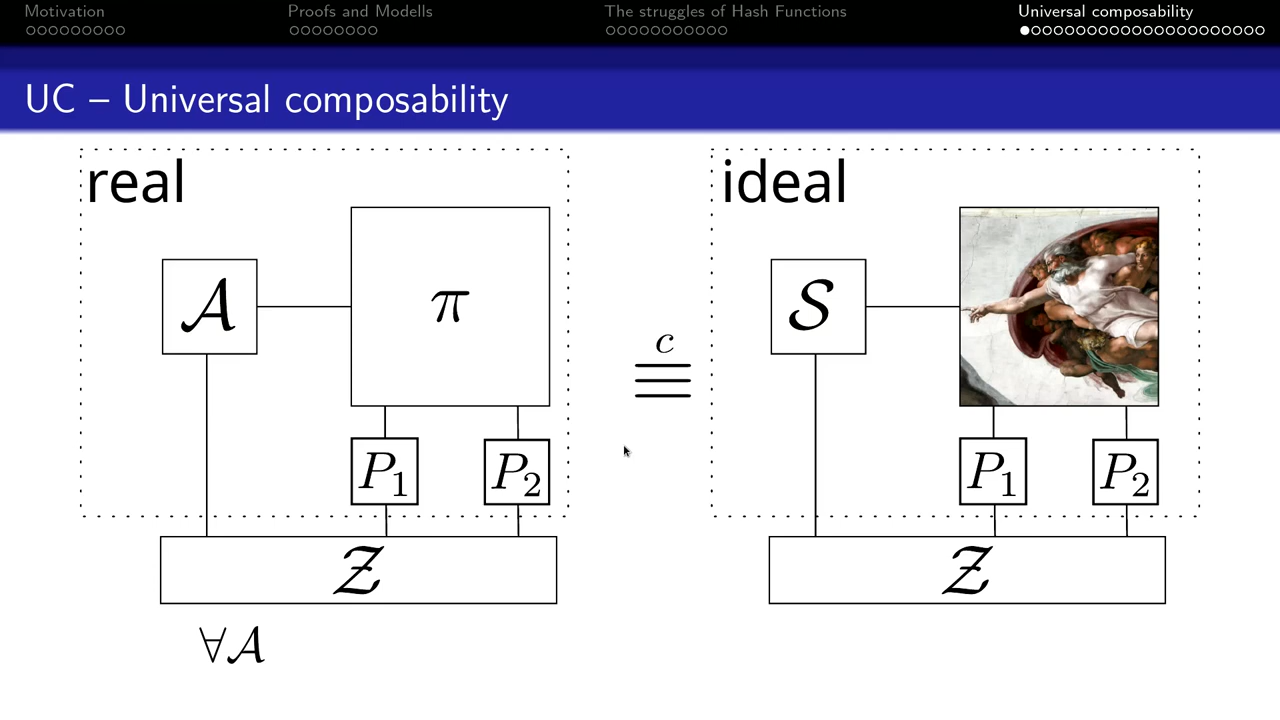 Motivation
Proofs and Modells
The struggles of Hash Functions
Universal composability
UC – Universal composability
real
ideal
𝒜
π
𝒮
c
≡
P₁
P₂
P₁
P₂
𝒵
𝒵
∀𝒜